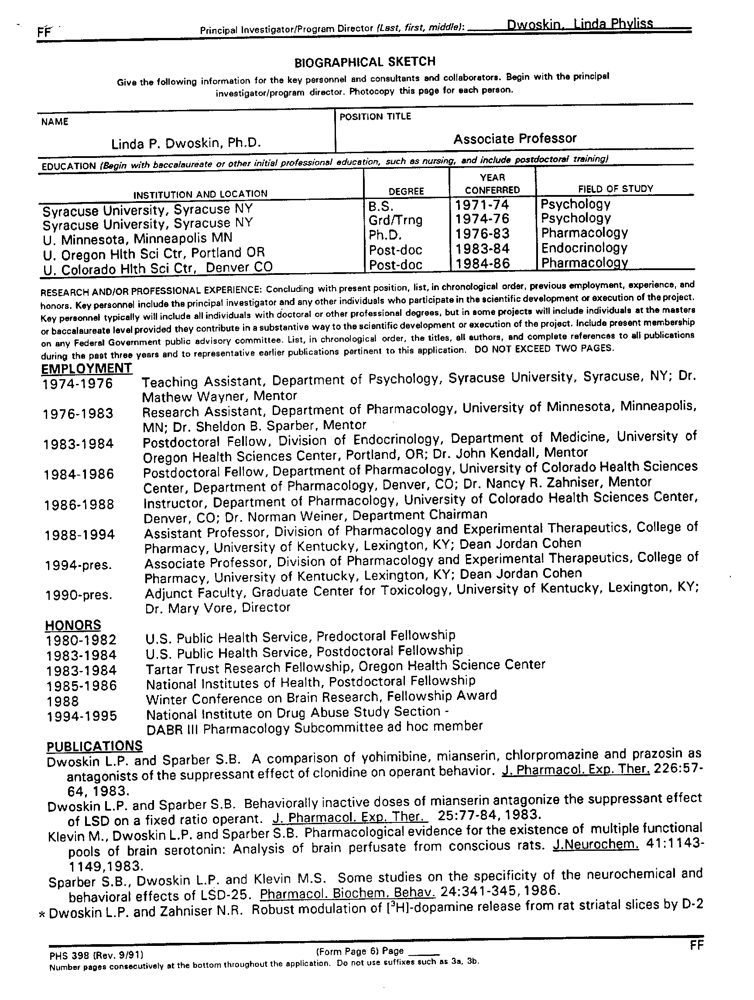 FF Principal Investigator/Program Director (Last, first, middle): Dwoskin, Linda Phyliss
BIOGRAPHICAL SKETCH
Give the following information for the key personnel and consultants and collaborators. Begin with the principal
investigator/program director. Photocopy this page for each person.
NAME POSITION TITLE
Linda P. Dwoskin, Ph.D. Associate Professor
EDUCATION (Begin with baccalaureate or other initial professional education, such as nursing, and include postdoctoral training)
INSTITUTION AND LOCATION DEGREE YEAR CONFERRED FIELD OF STUDY
Syracuse University, Syracuse NY B.S. 1971-74 Psychology
Syracuse University, Syracuse NY Grd/Trng 1974-76 Psychology
U. Minnesota, Minneapolis MN Ph.D. 1976-83 Pharmacology
U. Oregon Hlth Sci Ctr, Portland OR Post-doc 1983-84 Endocrinology
U. Colorado Hlth Sci Ctr, Denver CO Post-doc 1984-86 Pharmacology
RESEARCH AND/OR PROFESSIONAL EXPERIENCE: Concluding with present position, list, in chronological order, previous employment, experience, and
honors. Key personnel include the principal investigator and any other individuals who participate in the scientific development or execution of the project.
Key personnel typically will include all individuals with doctoral or other professional degrees, but in some projects will include individuals at the masters
or baccalaureate level provided they contribute in a substantive way to the scientific development or execution of the project. Include present membership
on any Federal Government public advisory committee. List, in chronological order, the titles, all authors, and complete references to all publications
during the past three years and to representative earlier publications pertinent to this application. DO NOT EXCEED TWO PAGES.
EMPLOYMENT
1974-1976 Teaching Assistant, Department of Psychology, Syracuse University, Syracuse, NY; Dr.
Mathew Wayner, Mentor
1976-1983 Research Assistant, Department of Pharmacology, University of Minnesota, Minneapolis,
MN; Dr. Sheldon B. Sparber, Mentor
1983-1984 Postdoctoral Fellow, Division of Endocrinology, Department of Medicine, University of
Oregon Health Sciences Center, Portland, OR; Dr. John Kendall, Mentor
1984-1986 Postdoctoral Fellow, Department of Pharmacology, University of Colorado Health Sciences
Center, Department of Pharmacology, Denver, CO; Dr. Nancy R. Zahniser, Mentor
1986-1988 Instructor, Department of Pharmacology, University of Colorado Health Sciences Center,
Denver, CO; Dr. Norman Weiner, Department Chairman
1988-1994 Assistant Professor, Division of Pharmacology and Experimental Therapeutics, College of
Pharmacy, University of Kentucky, Lexington, KY; Dean Jordan Cohen
1994-pres. Associate Professor, Division of Pharmacology and Experimental Therapeutics, College of
Pharmacy, University of Kentucky, Lexington, KY; Dean Jordan Cohen
1990-pres. Adjunct Faculty, Graduate Center for Toxicology, University of Kentucky, Lexington, KY;
Dr. Mary Vore, Director
HONORS
1980-1982 U.S. Public Health Service, Predoctoral Fellowship
1983-1984 U.S. Public Health Service, Postdoctoral Fellowship
1983-1984 Tartar Trust Research Fellowship, Oregon Health Science Center
1985-1986 National Institutes of Health, Postdoctoral Fellowship
1988 Winter Conference on Brain Research, Fellowship Award
1994-1995 National Institute on Drug Abuse Study Section -
DABR III Pharmacology Subcommittee ad hoc member
PUBLICATIONS
Dwoskin L.P. and Sparber S.B. A comparison of yohimibine, mianserin, chlorpromazine and prazosin as
antagonists of the suppressant effect of clonidine on operant behavior. J. Pharmacol. Exp. Ther. 226:57-
64, 1983.
Dwoskin L.P. and Sparber S.B. Behaviorally inactive doses of mianserin antagonize the suppressant effect
of LSD on a fixed ratio operant. J. Pharmacol. Exp. Ther. 25:77-84, 1983.
Klevin M., Dwoskin L.P. and Sparber S.B. Pharmacological evidence for the existence of multiple functional
pools of brain serotonin: Analysis of brain perfusate from conscious rats. J.Neurochem. 41:1143-
1149,1983.
Sparber S.B., Dwoskin L.P. and Klevin M.S. Some studies on the specificity of the neurochemical and
behavioral effects of LSD-25. Pharmacol. Biochem. Behav. 24:341-345, 1986.
* Dwoskin L.P. and Zahniser N.R. Robust modulation of [³H]-dopamine release from rat striatal slices by D-2
PHS 398 (Rev. 9/91) (Form Page 6) Page ____ FF
Number pages consecutively at the bottom throughout the application. Do not use suffixes such as 3a, 3b.